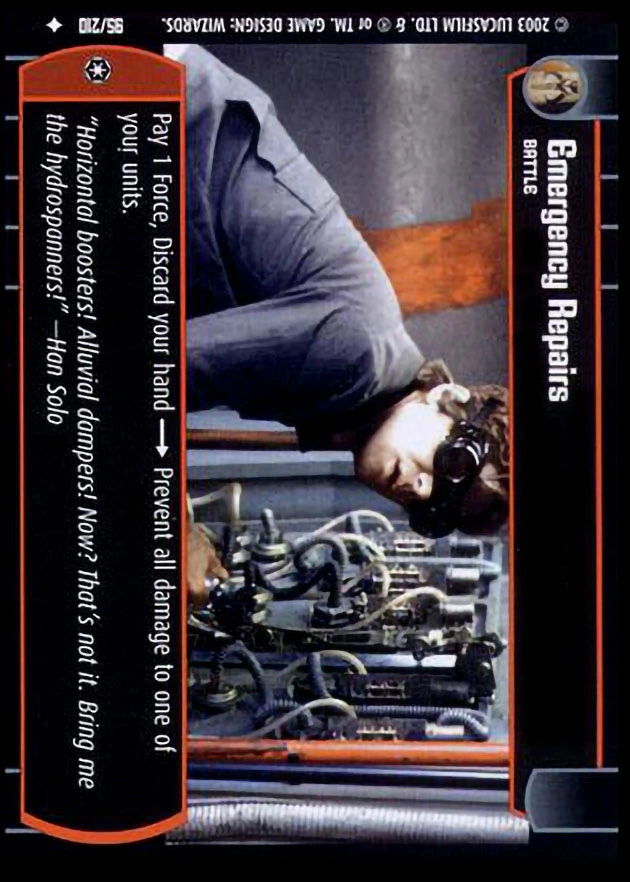 Emergency Repairs
BATTLE
Pay 1 Force, Discard your hand → Prevent all damage to one of
your units.
"Horizontal boosters! Alluvial dampers! Now? That's not it. Bring me
the hydrospanners!" —Han Solo
© 2003 LUCASFILM LTD. & ® or TM. GAME DESIGN: WIZARDS.
95/210